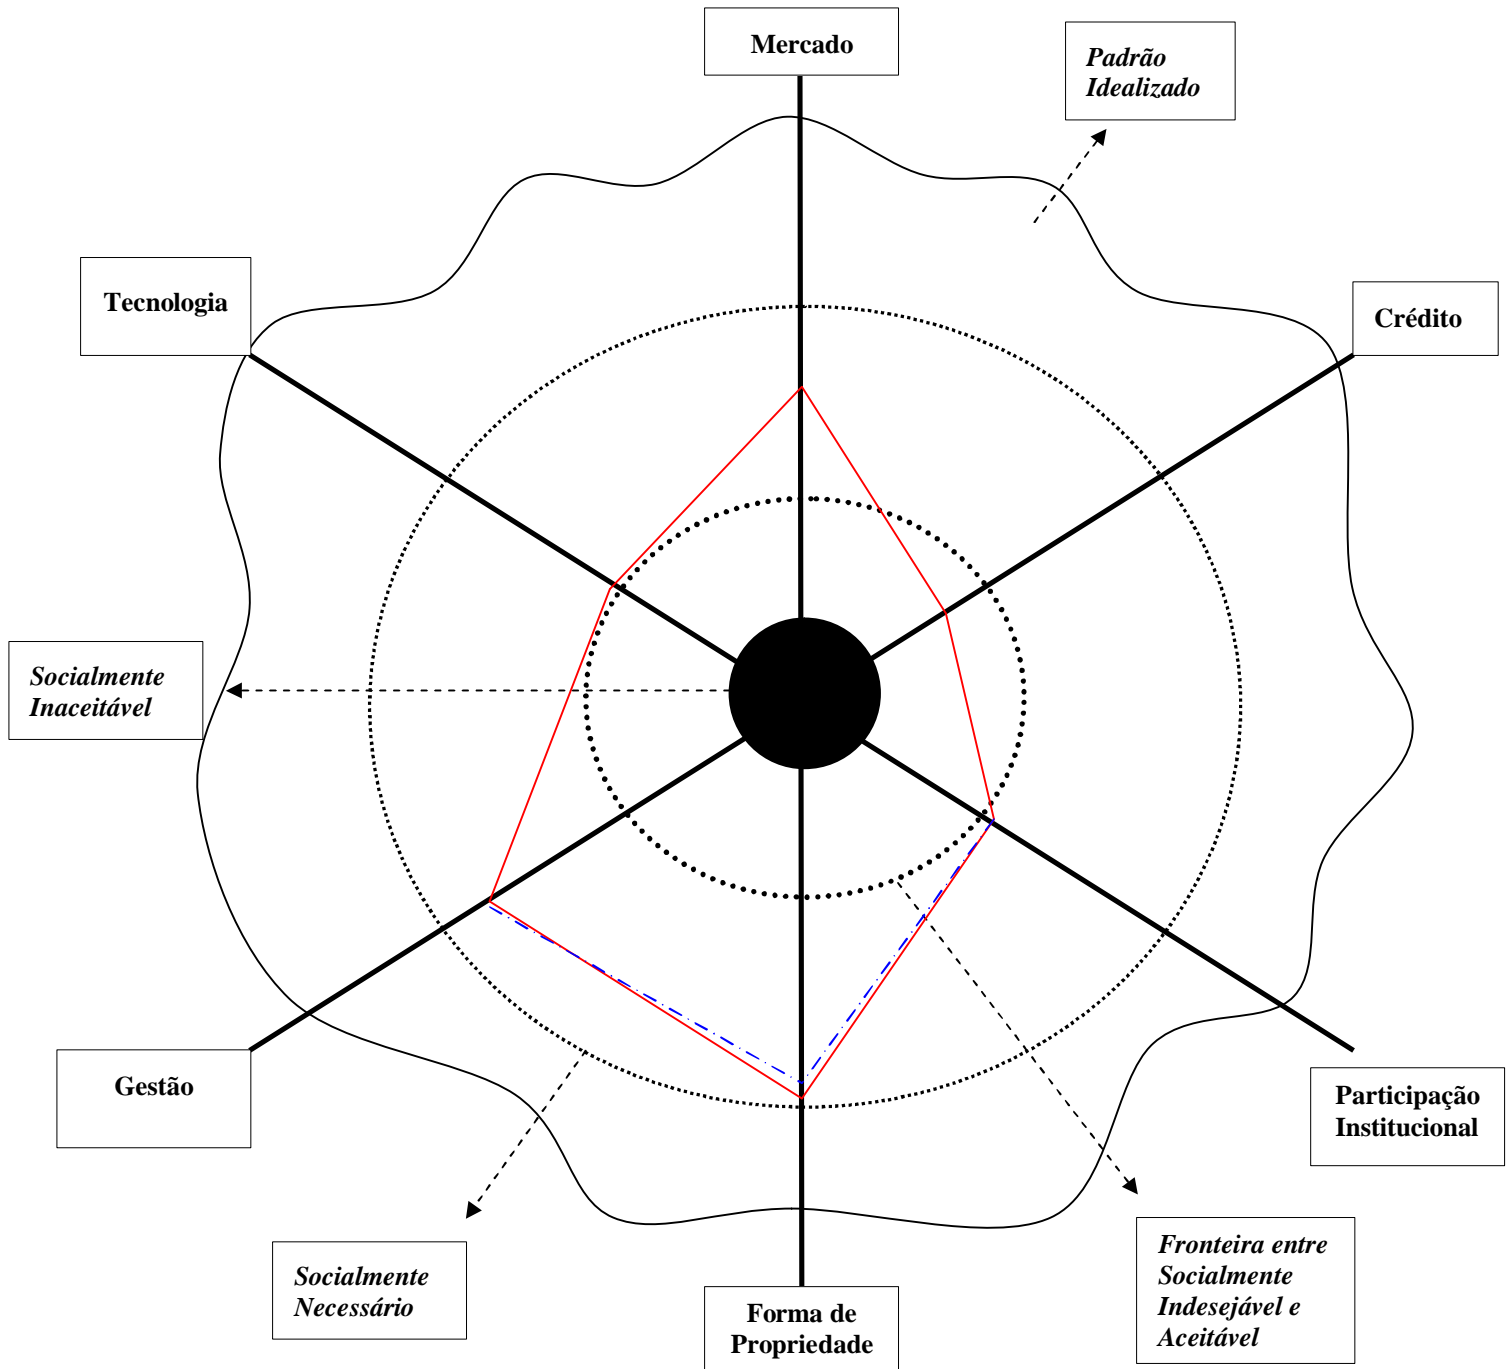 Mercado
Padrão
Idealizado
Tecnologia
Crédito
Socialmente
Inaceitável
Gestão
Participação
Institucional
Socialmente
Necessário
Forma de
Propriedade
Fronteira entre
Socialmente
Indesejável e
Aceitável